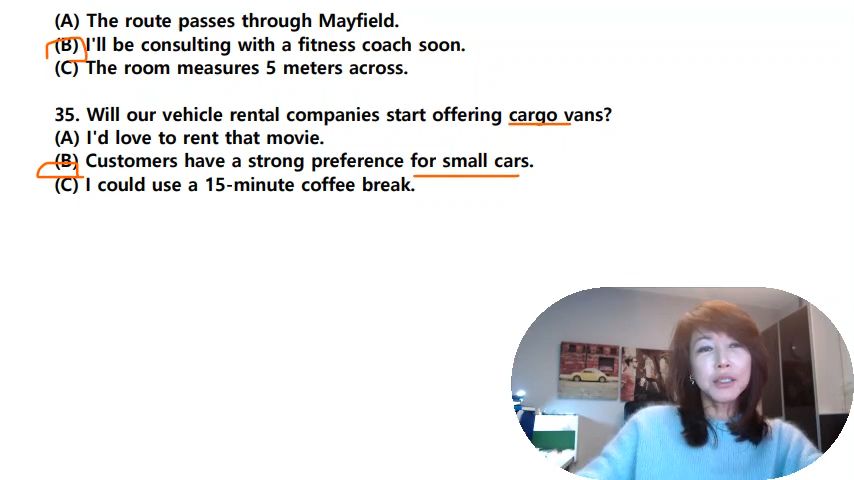 (A) The route passes through Mayfield.
(B) I'll be consulting with a fitness coach soon.
(C) The room measures 5 meters across.
35. Will our vehicle rental companies start offering cargo vans?
(A) I'd love to rent that movie.
(B) Customers have a strong preference for small cars.
(C) I could use a 15-minute coffee break.